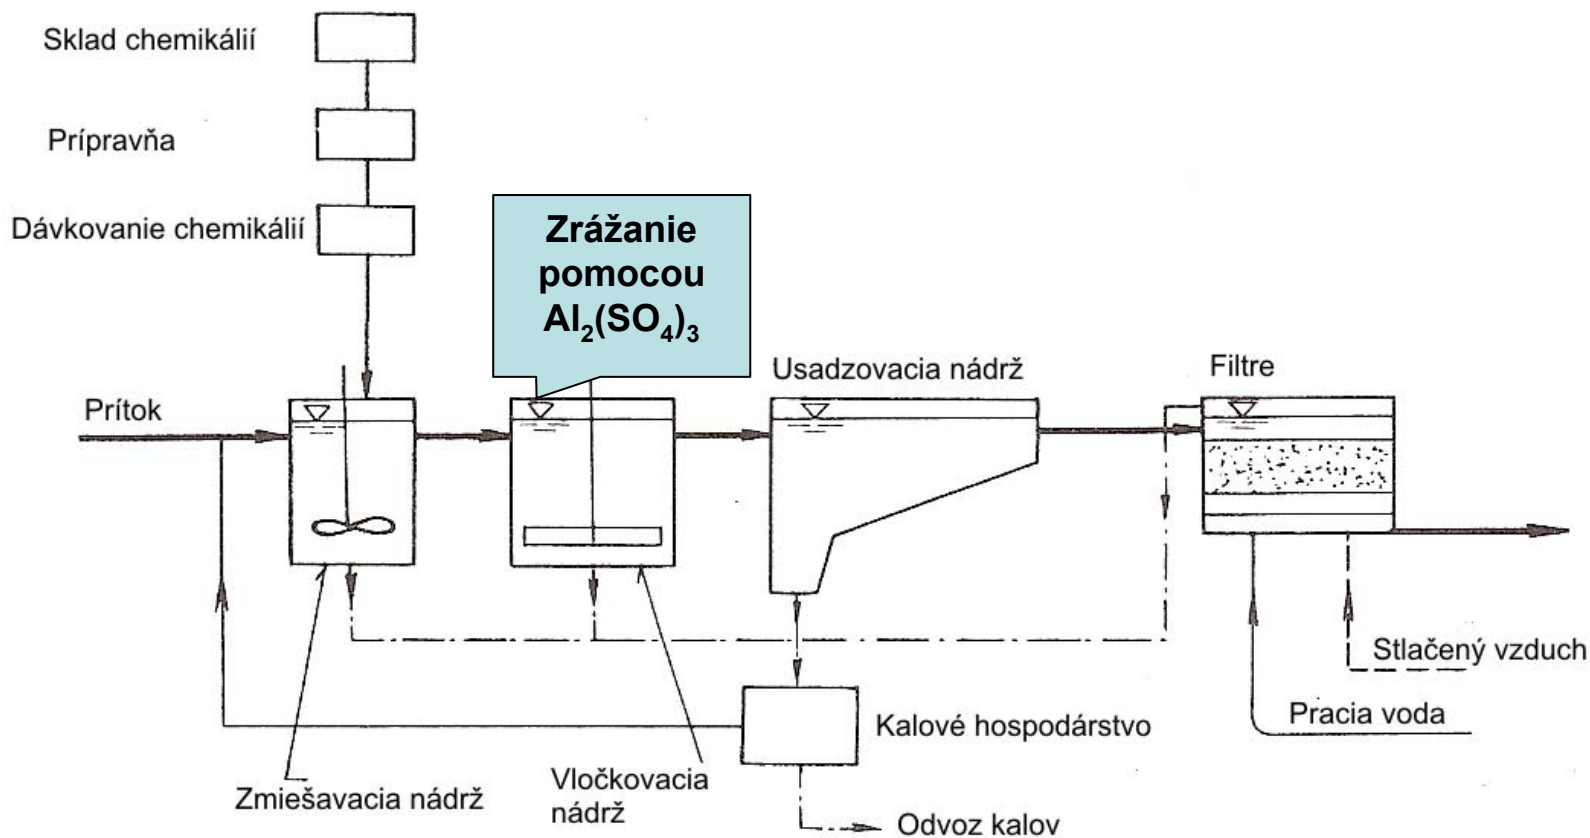 Sklad chemikálií
Prípravňa
Dávkovanie chemikálií
Zrážanie
pomocou
Al₂(SO₄)₃
Usadzovacia nádrž
Filtre
Prítok
Stlačený vzduch
Pracia voda
Kalové hospodárstvo
Zmiešavacia nádrž
Vločkovacia
nádrž
Odvoz kalov